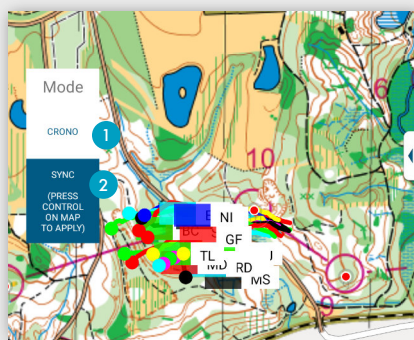 Mode
CRONO
1
SYNC
2
(PRESS
CONTROL
ON MAP
TO APPLY)
6
10
NI
BC
GF
TL
RD
MS
9